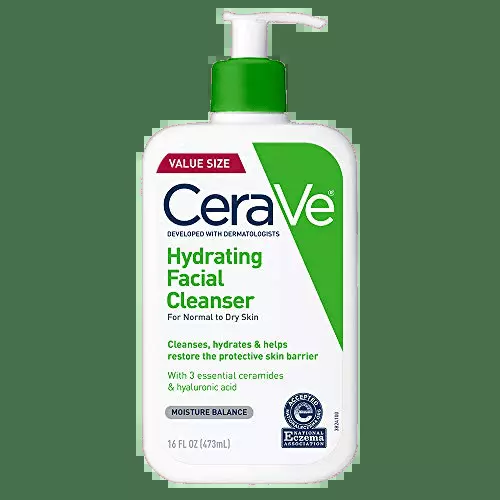 VALUE SIZE
CeraVe®
DEVELOPED WITH DERMATOLOGISTS
Hydrating
Facial
Cleanser
For Normal to Dry Skin
Cleanses, hydrates & helps
restore the protective skin barrier
With 3 essential ceramides
& hyaluronic acid
MOISTURE BALANCE
16 FL OZ (473mL)
ACCEPTED
NATIONAL
Eczema
ASSOCIATION